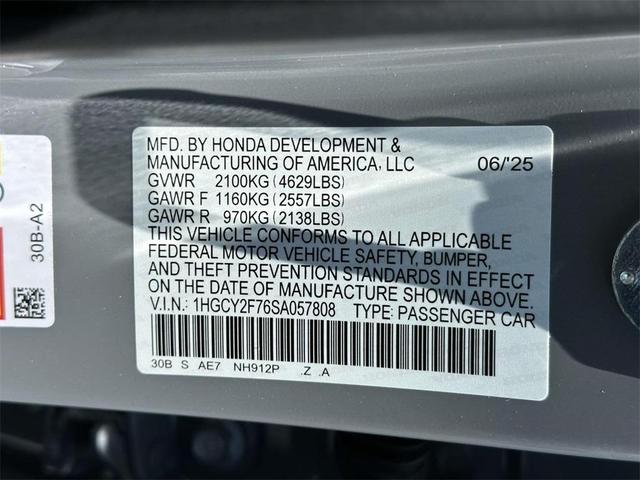 MFD. BY HONDA DEVELOPMENT &
MANUFACTURING OF AMERICA, LLC 06/'25
GVWR 2100KG (4629LBS)
GAWR F 1160KG (2557LBS)
GAWR R 970KG (2138LBS)
THIS VEHICLE CONFORMS TO ALL APPLICABLE
FEDERAL MOTOR VEHICLE SAFETY, BUMPER,
AND THEFT PREVENTION STANDARDS IN EFFECT
ON THE DATE OF MANUFACTURE SHOWN ABOVE.
V.I.N.: 1HGCY2F76SA057808 TYPE: PASSENGER CAR
30B S AE7 NH912P .Z .A
30B-A2